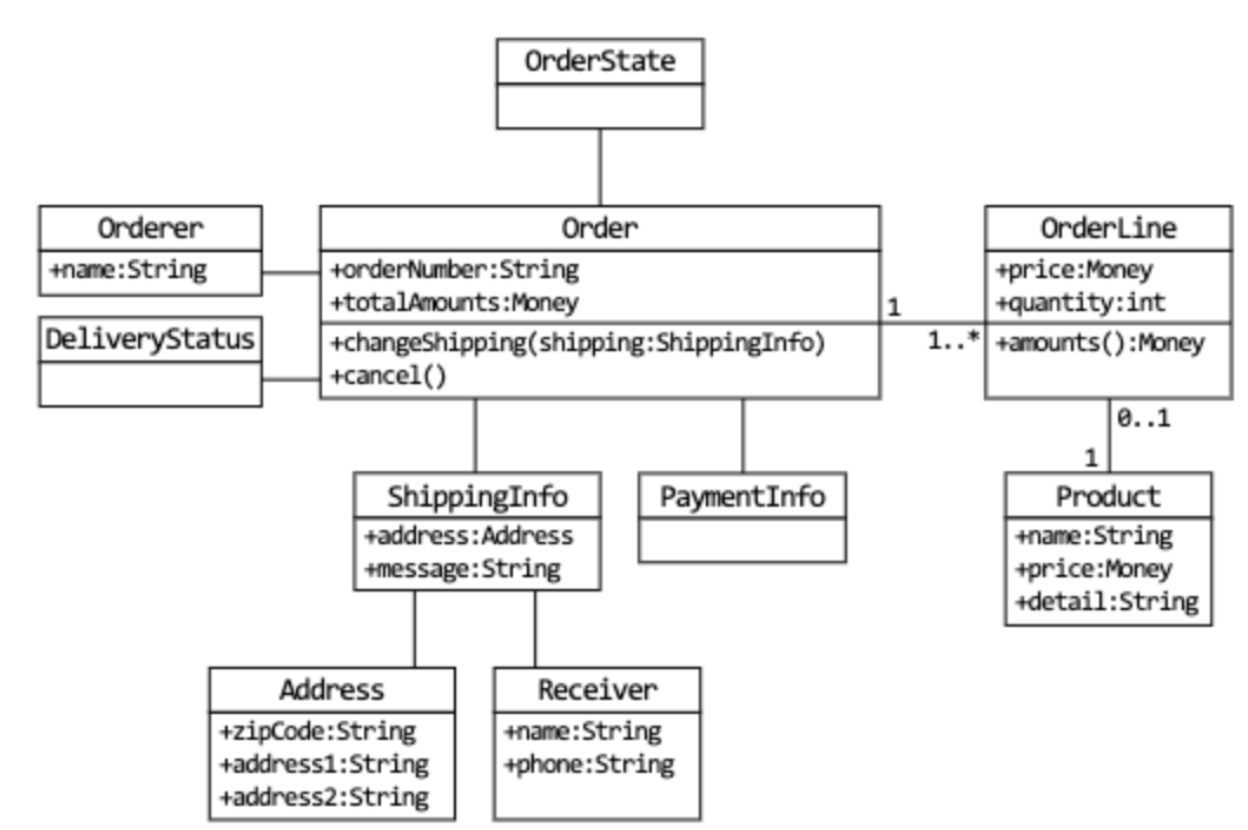 OrderState
Orderer
+name:String
DeliveryStatus
Order
+orderNumber:String
+totalAmounts:Money
+changeShipping(shipping:ShippingInfo)
+cancel()
1
1..*
OrderLine
+price:Money
+quantity:int
+amounts():Money
0..1
1
ShippingInfo
+address:Address
+message:String
PaymentInfo
Product
+name:String
+price:Money
+detail:String
Address
+zipCode:String
+address1:String
+address2:String
Receiver
+name:String
+phone:String